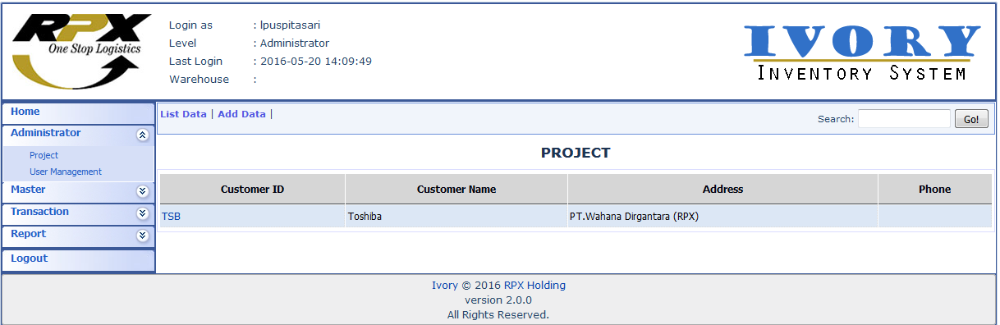 RPX
One Stop Logistics
Login as : lpuspitasari
Level : Administrator
Last Login : 2016-05-20 14:09:49
Warehouse :
IVORY
INVENTORY SYSTEM
Home
Administrator
Project
User Management
Master
Transaction
Report
Logout
List Data | Add Data |
Search: Go!
PROJECT
Customer ID Customer Name Address Phone
TSB Toshiba PT.Wahana Dirgantara (RPX)
Ivory © 2016 RPX Holding
version 2.0.0
All Rights Reserved.